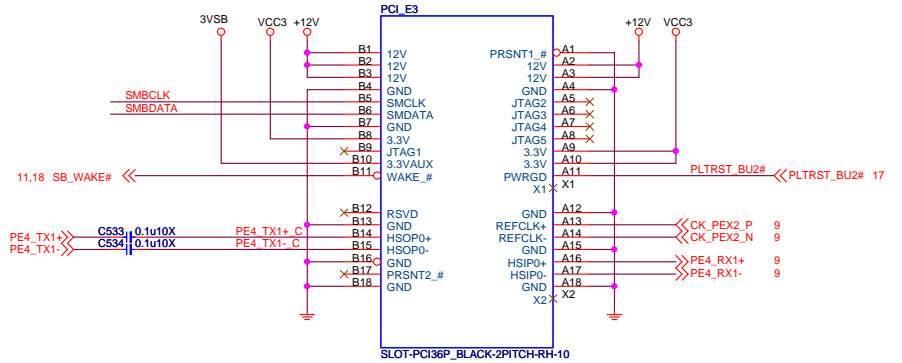 PCI_E3
3VSB VCC3 +12V +12V VCC3
B1 12V PRSNT1_# A1
B2 12V 12V A2
B3 12V 12V A3
B4 GND GND A4
SMBCLK B5 SMCLK JTAG2 A5
SMBDATA B6 SMDATA JTAG3 A6
B7 GND JTAG4 A7
B8 3.3V JTAG5 A8
B9 JTAG1 3.3V A9
B10 3.3VAUX 3.3V A10
11,18 SB_WAKE# B11 WAKE_# PWRGD A11 PLTRST_BU2# PLTRST_BU2# 17
X1 X1
B12 RSVD GND A12
B13 GND REFCLK+ A13 CK_PEX2_P 9
PE4_TX1+ C533 0.1u10X PE4_TX1+_C B14 HSOP0+ REFCLK- A14 CK_PEX2_N 9
PE4_TX1- C534 0.1u10X PE4_TX1-_C B15 HSOP0- GND A15
B16 GND HSIP0+ A16 PE4_RX1+ 9
B17 PRSNT2_# HSIP0- A17 PE4_RX1- 9
B18 GND GND A18
X2 X2
SLOT-PCI36P_BLACK-2PITCH-RH-10